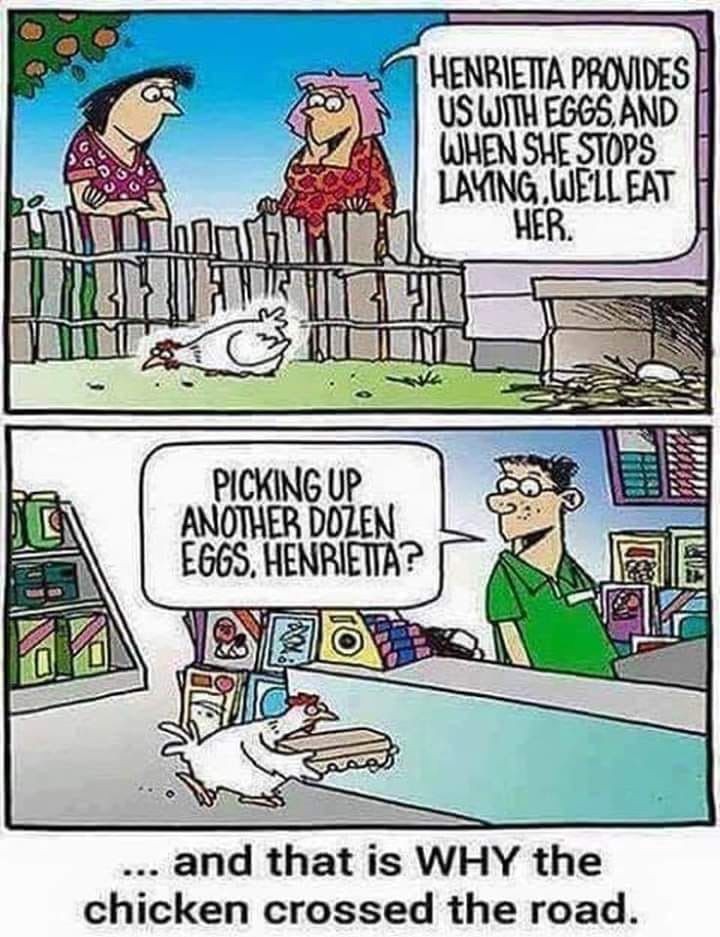 HENRIETTA PROVIDES
US WITH EGGS, AND
WHEN SHE STOPS
LAYING, WE'LL EAT
HER.
PICKING UP
ANOTHER DOZEN
EGGS, HENRIETTA?
... and that is WHY the
chicken crossed the road.